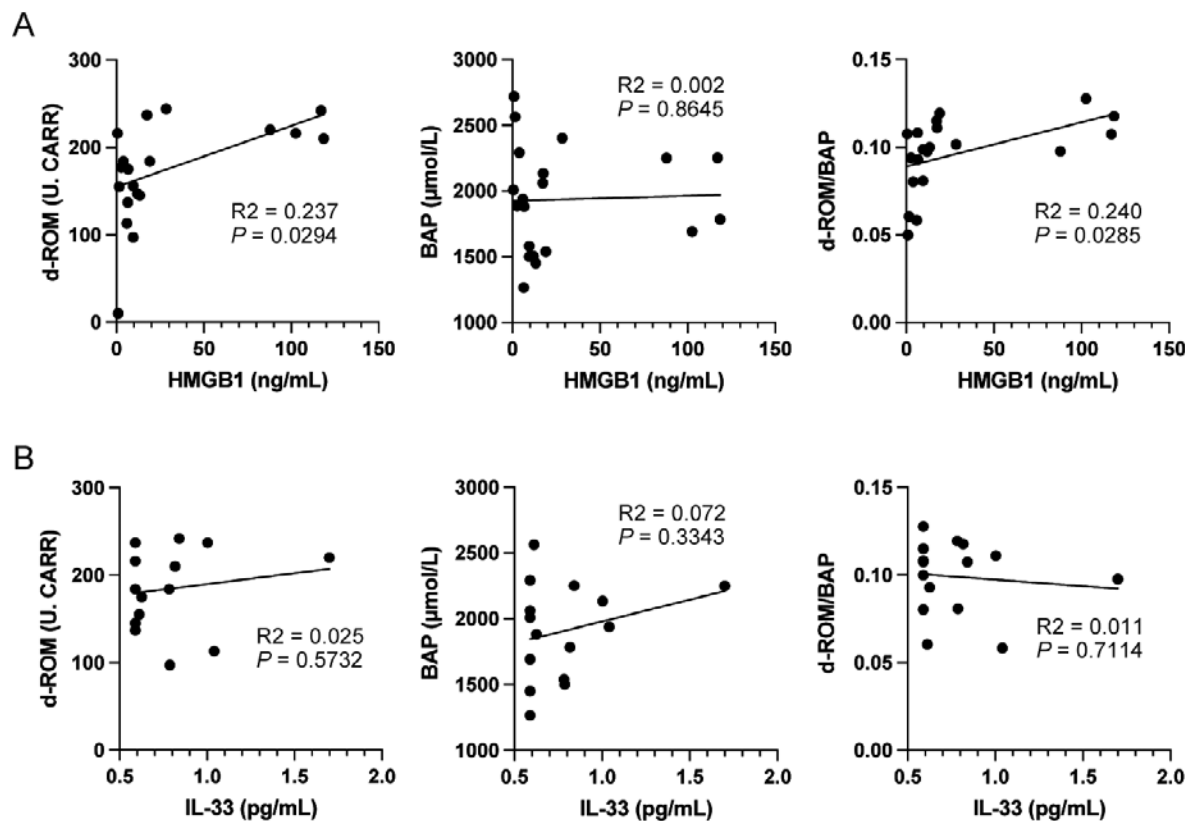 A
d-ROM (U. CARR)
300
200
100
0
R2 = 0.237
P = 0.0294
0 50 100 150
HMGB1 (ng/mL)
BAP (μmol/L)
3000
2500
2000
1500
1000
R2 = 0.002
P = 0.8645
0 50 100 150
HMGB1 (ng/mL)
d-ROM/BAP
0.15
0.10
0.05
0.00
R2 = 0.240
P = 0.0285
0 50 100 150
HMGB1 (ng/mL)
B
d-ROM (U. CARR)
300
200
100
0
R2 = 0.025
P = 0.5732
0.5 1.0 1.5 2.0
IL-33 (pg/mL)
BAP (μmol/L)
3000
2500
2000
1500
1000
R2 = 0.072
P = 0.3343
0.5 1.0 1.5 2.0
IL-33 (pg/mL)
d-ROM/BAP
0.15
0.10
0.05
0.00
R2 = 0.011
P = 0.7114
0.5 1.0 1.5 2.0
IL-33 (pg/mL)